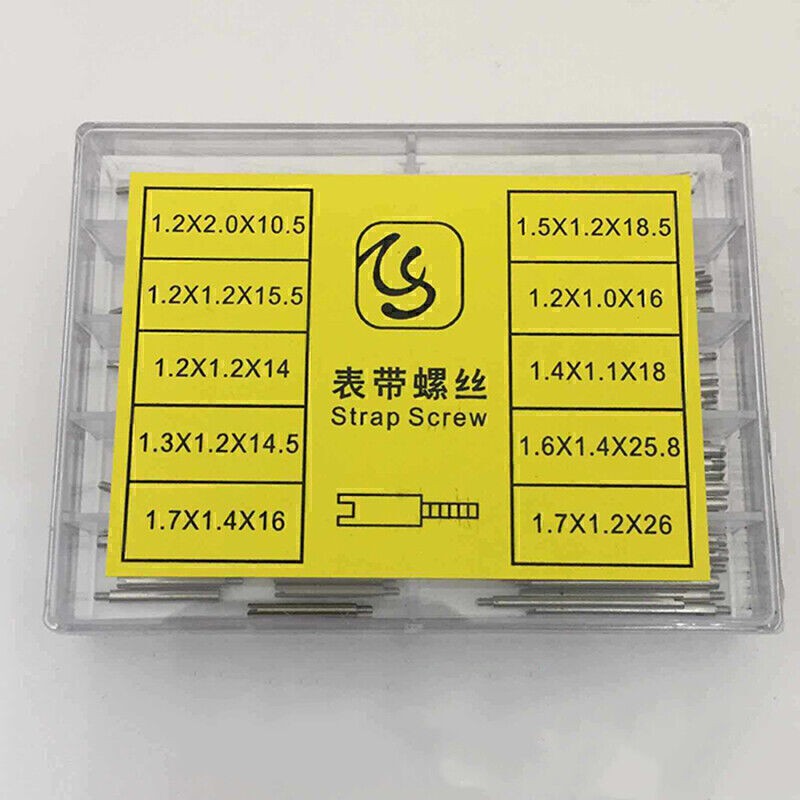 1.2X2.0X10.5
1.2X1.2X15.5
1.2X1.2X14
1.3X1.2X14.5
1.7X1.4X16
表带螺丝
Strap Screw
1.5X1.2X18.5
1.2X1.0X16
1.4X1.1X18
1.6X1.4X25.8
1.7X1.2X26